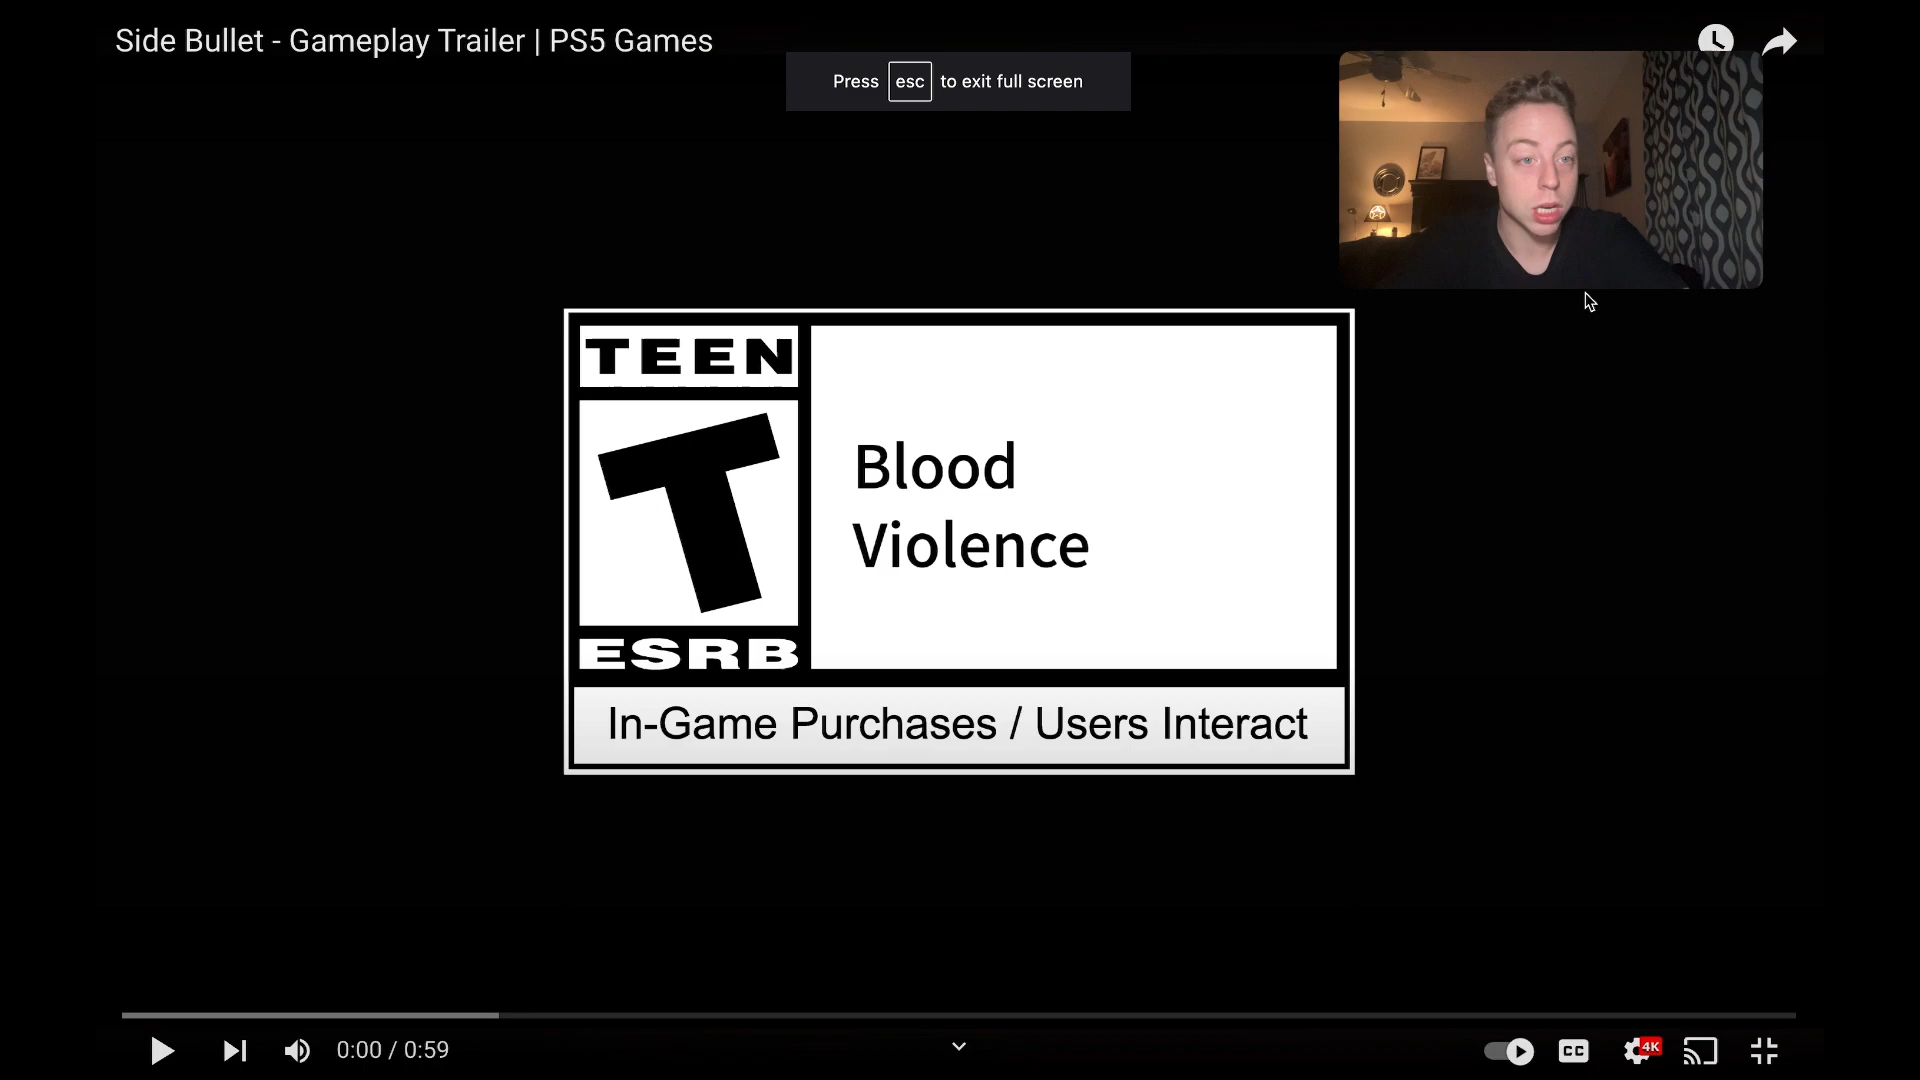 Side Bullet - Gameplay Trailer | PS5 Games
Press esc to exit full screen
TEEN
T
ESRB
Blood
Violence
In-Game Purchases / Users Interact
0:00 / 0:59
CC
4K